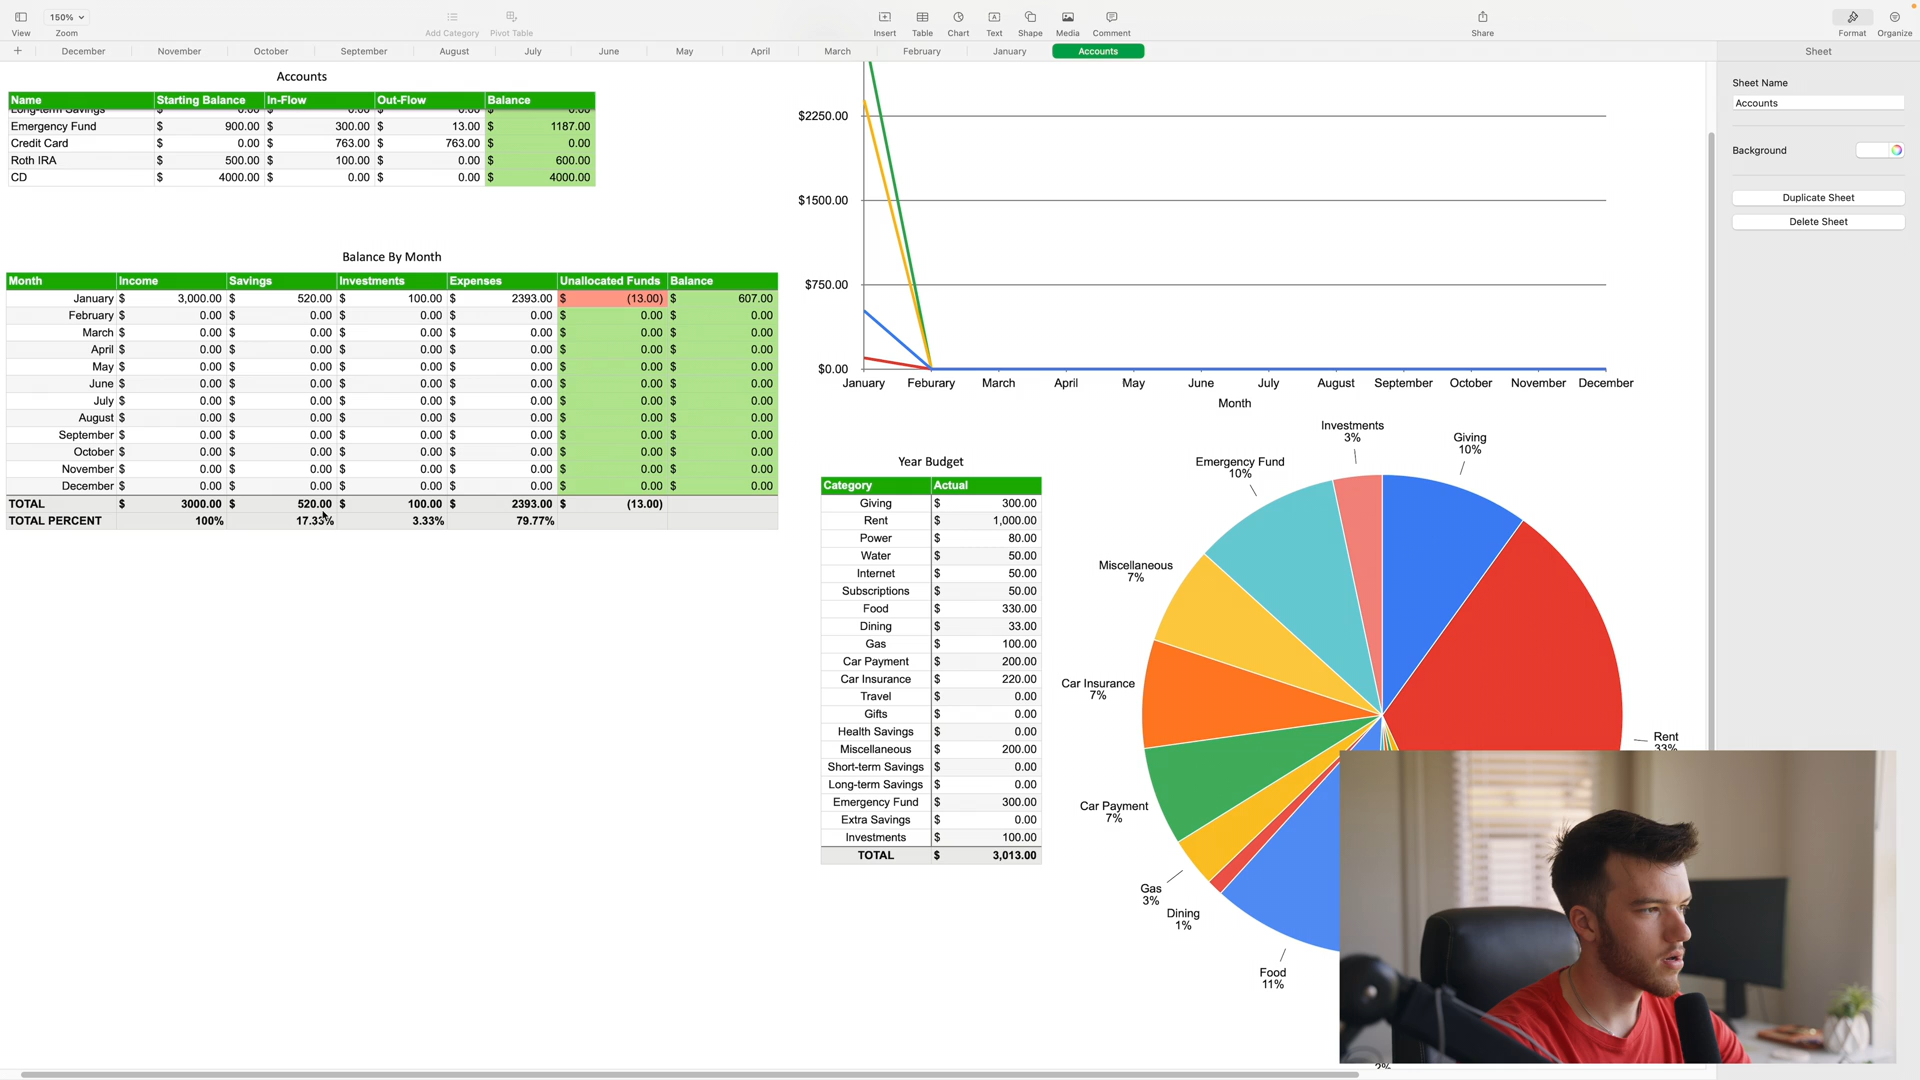 150%
View
Zoom
Add Category
Pivot Table
Insert
Table
Chart
Text
Shape
Media
Comment
Share
Format
Organize
December November October September August July June May April March February January Accounts
Sheet
Accounts
Name Starting Balance In-Flow Out-Flow Balance
Long-term Savings $ 0.00 $ 0.00 $ 0.00 $ 0.00
Emergency Fund $ 900.00 $ 300.00 $ 13.00 $ 1187.00
Credit Card $ 0.00 $ 763.00 $ 763.00 $ 0.00
Roth IRA $ 500.00 $ 100.00 $ 0.00 $ 600.00
CD $ 4000.00 $ 0.00 $ 0.00 $ 4000.00
Balance By Month
Month Income Savings Investments Expenses Unallocated Funds Balance
January $ 3,000.00 $ 520.00 $ 100.00 $ 2393.00 $ (13.00) $ 607.00
February $ 0.00 $ 0.00 $ 0.00 $ 0.00 $ 0.00 $ 0.00
March $ 0.00 $ 0.00 $ 0.00 $ 0.00 $ 0.00 $ 0.00
April $ 0.00 $ 0.00 $ 0.00 $ 0.00 $ 0.00 $ 0.00
May $ 0.00 $ 0.00 $ 0.00 $ 0.00 $ 0.00 $ 0.00
June $ 0.00 $ 0.00 $ 0.00 $ 0.00 $ 0.00 $ 0.00
July $ 0.00 $ 0.00 $ 0.00 $ 0.00 $ 0.00 $ 0.00
August $ 0.00 $ 0.00 $ 0.00 $ 0.00 $ 0.00 $ 0.00
September $ 0.00 $ 0.00 $ 0.00 $ 0.00 $ 0.00 $ 0.00
October $ 0.00 $ 0.00 $ 0.00 $ 0.00 $ 0.00 $ 0.00
November $ 0.00 $ 0.00 $ 0.00 $ 0.00 $ 0.00 $ 0.00
December $ 0.00 $ 0.00 $ 0.00 $ 0.00 $ 0.00 $ 0.00
TOTAL $ 3000.00 $ 520.00 $ 100.00 $ 2393.00 $ (13.00)
TOTAL PERCENT 100% 17.33% 3.33% 79.77%
$2250.00
$1500.00
$750.00
$0.00
January Feburary March April May June July August September October November December
Month
Year Budget
Category Actual
Giving $ 300.00
Rent $ 1,000.00
Power $ 80.00
Water $ 50.00
Internet $ 50.00
Subscriptions $ 50.00
Food $ 330.00
Dining $ 33.00
Gas $ 100.00
Car Payment $ 200.00
Car Insurance $ 220.00
Travel $ 0.00
Gifts $ 0.00
Health Savings $ 0.00
Miscellaneous $ 200.00
Short-term Savings $ 0.00
Long-term Savings $ 0.00
Emergency Fund $ 300.00
Extra Savings $ 0.00
Investments $ 100.00
TOTAL $ 3,013.00
Investments
3%
Giving
10%
Emergency Fund
10%
Miscellaneous
7%
Car Insurance
7%
Rent
33%
Car Payment
7%
Gas
3%
Dining
1%
Food
11%
Sheet Name
Accounts
Background
Duplicate Sheet
Delete Sheet